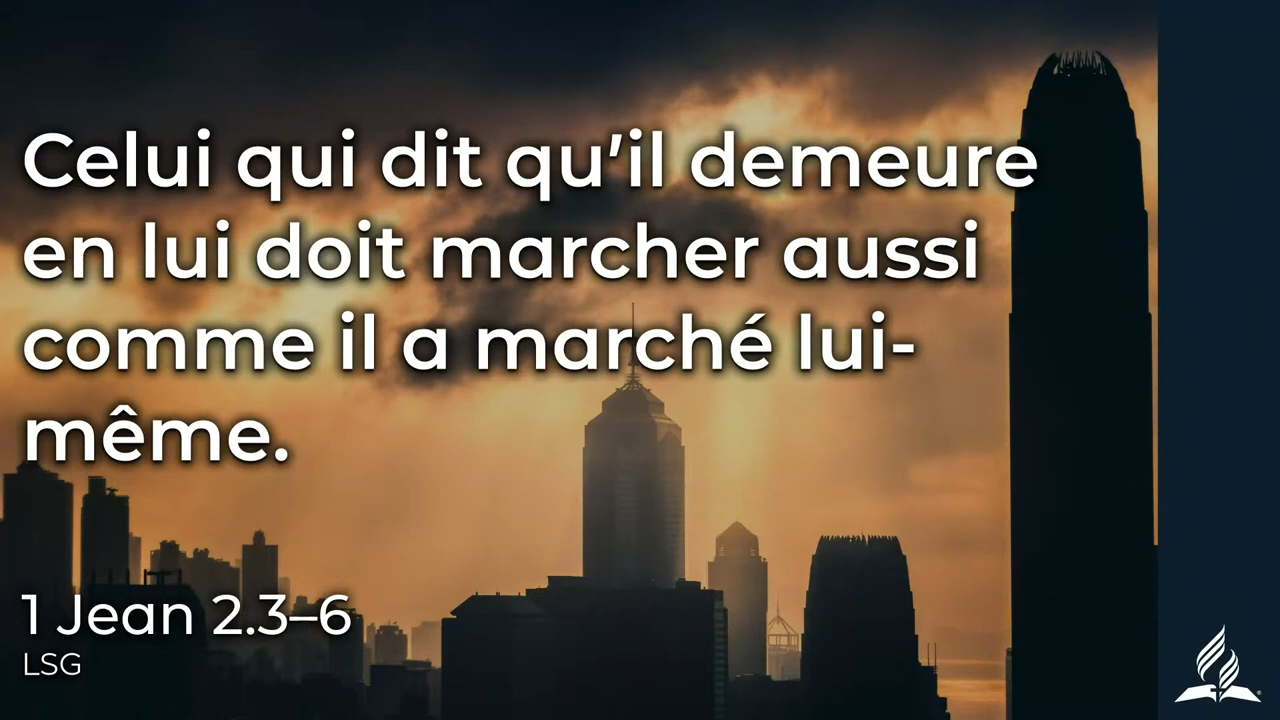 Celui qui dit qu’il demeure
en lui doit marcher aussi
comme il a marché lui-
même.
1 Jean 2.3–6
LSG